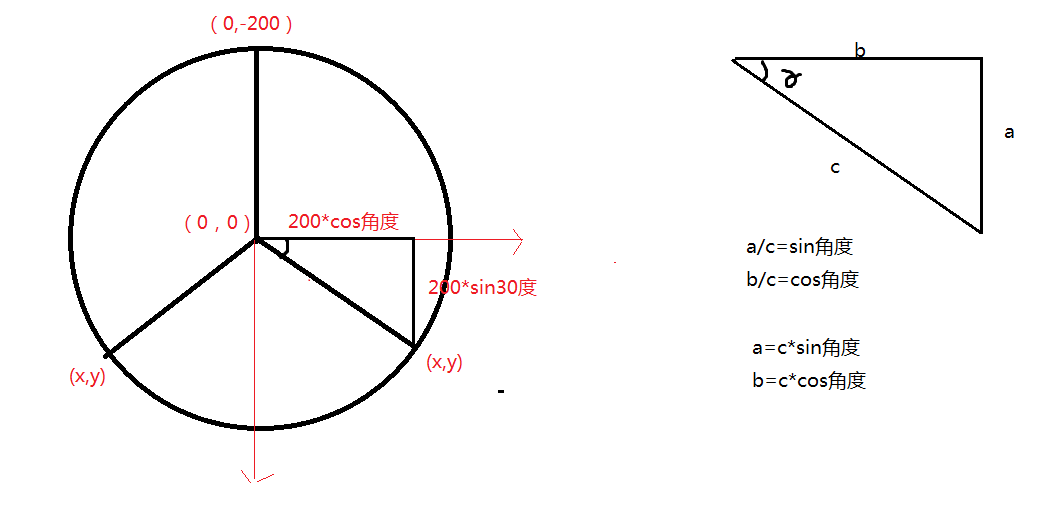 （0,-200）
（0，0）
200*cos角度
200*sin30度
(x,y)
(x,y)
b
a
c
a/c=sin角度
b/c=cos角度
a=c*sin角度
b=c*cos角度